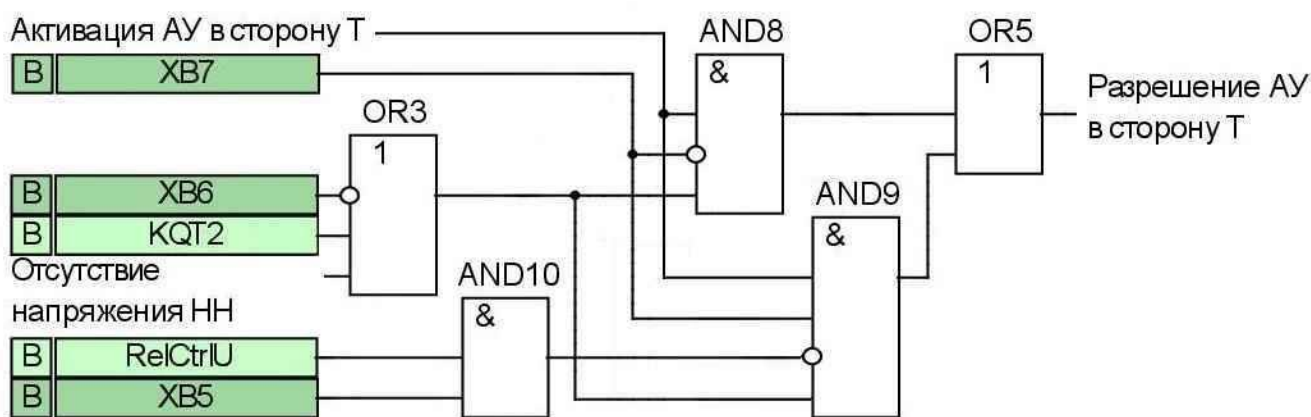 Активация АУ в сторону Т
AND8
OR5
B XB7
&
1
Разрешение АУ
в сторону Т
OR3
1
B XB6
AND9
B KQT2
&
Отсутствие
напряжения НН
AND10
&
B RelCtrlU
B XB5